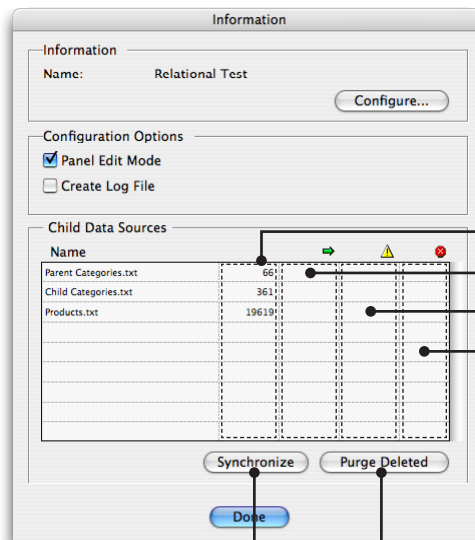 Information
Information
Name: Relational Test
Configure...
Configuration Options
Panel Edit Mode
Create Log File
Child Data Sources
Name
Parent Categories.txt 66
Child Categories.txt 361
Products.txt 19619
Synchronize Purge Deleted
Done